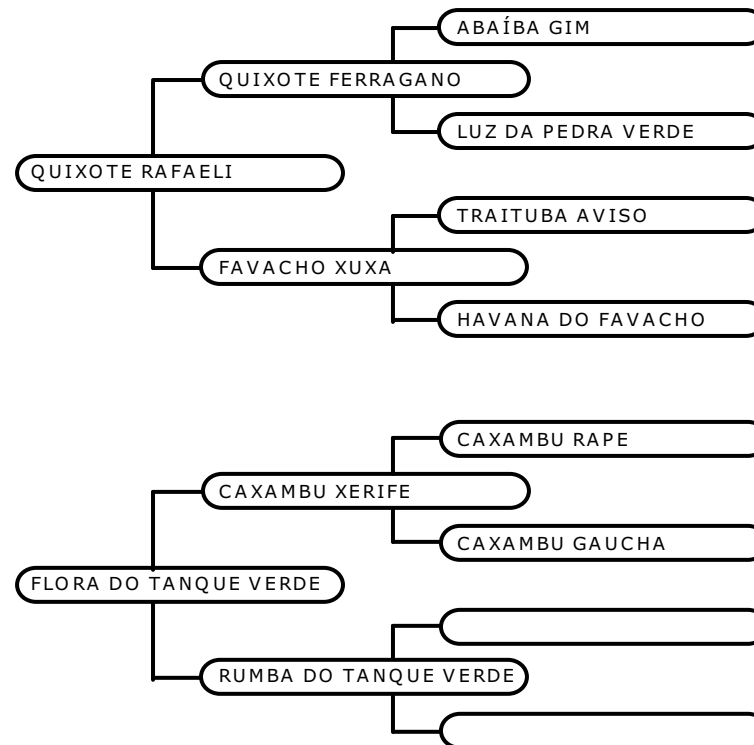 ABAÍBA GIM
QUIXOTE FERRAGANO
LUZ DA PEDRA VERDE
QUIXOTE RAFAELI
TRAITUBA AVISO
FAVACHO XUXA
HAVANA DO FAVACHO
CAXAMBU RAPE
CAXAMBU XERIFE
CAXAMBU GAUCHA
FLORA DO TANQUE VERDE
RUMBA DO TANQUE VERDE